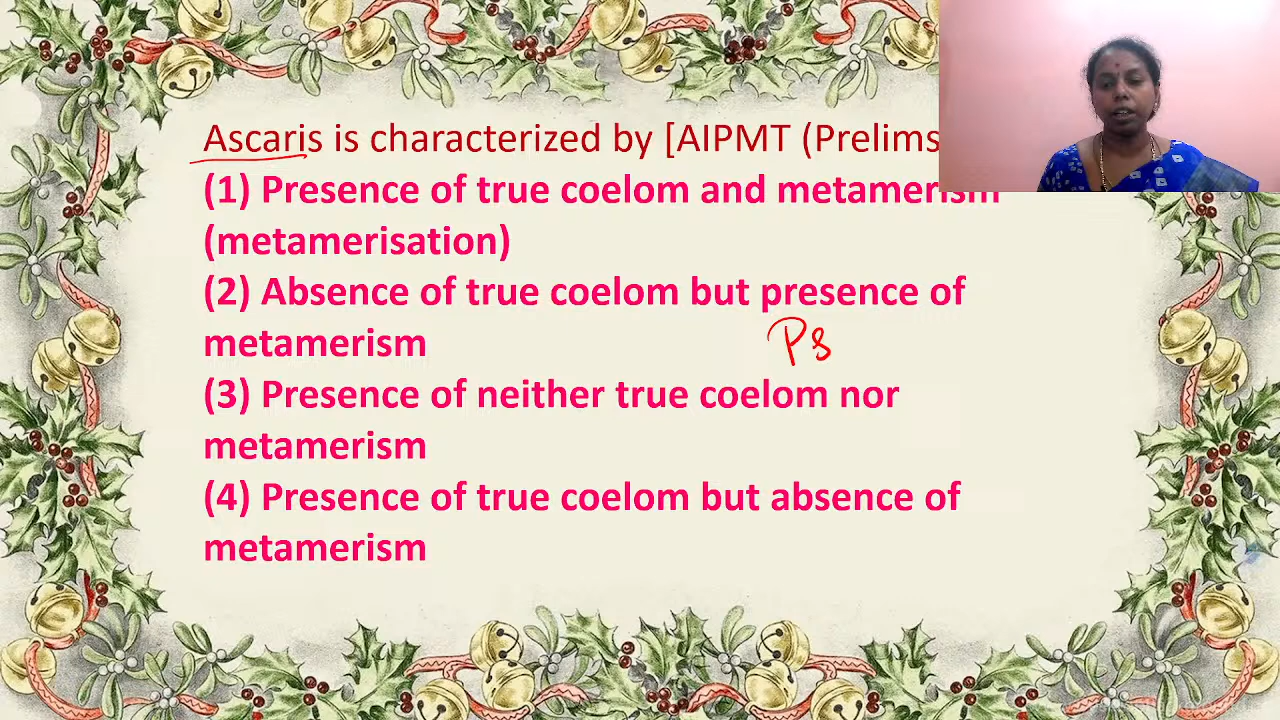 Ascaris is characterized by [AIPMT (Prelims
(1) Presence of true coelom and metamerism
(metamerisation)
(2) Absence of true coelom but presence of
metamerism
Ps
(3) Presence of neither true coelom nor
metamerism
(4) Presence of true coelom but absence of
metamerism